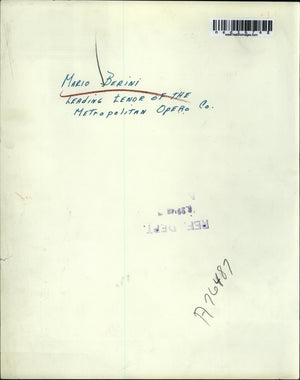 Mario Berini
Leading Tenor of the
Metropolitan Opera Co.
REF. DEPT.
A76487